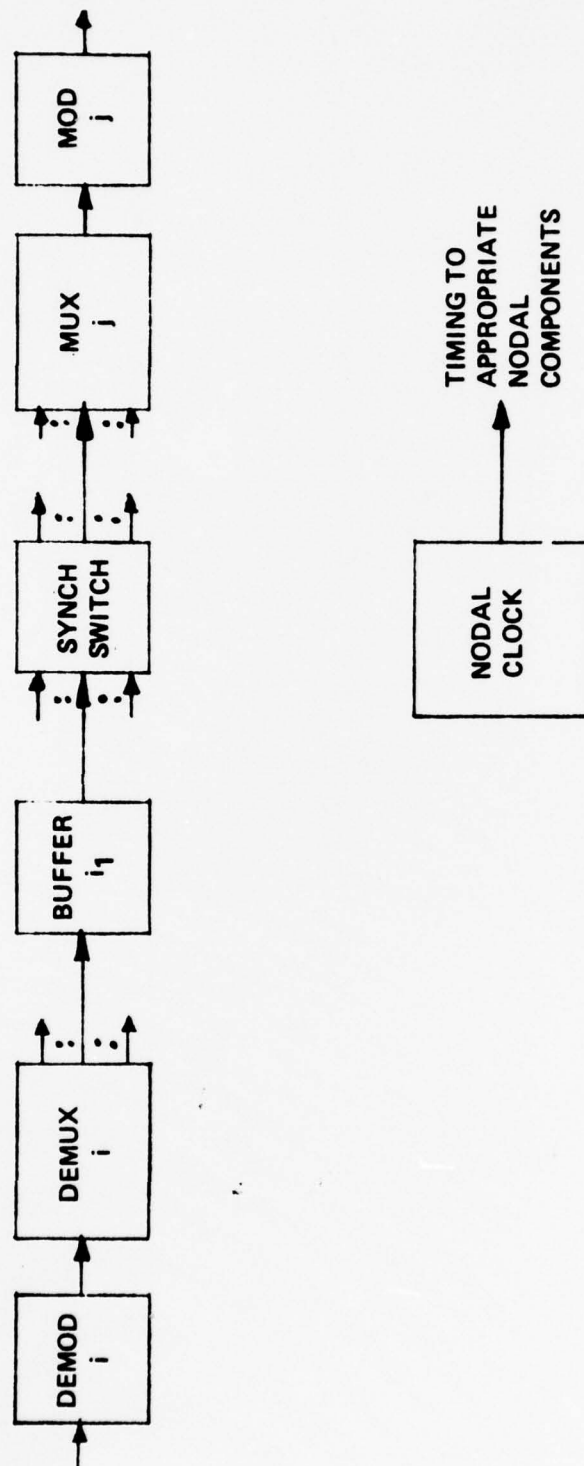 DEMOD
i
DEMUX
i
BUFFER
i1
SYNCH
SWITCH
MUX
j
MOD
j
NODAL
CLOCK
TIMING TO
APPROPRIATE
NODAL
COMPONENTS